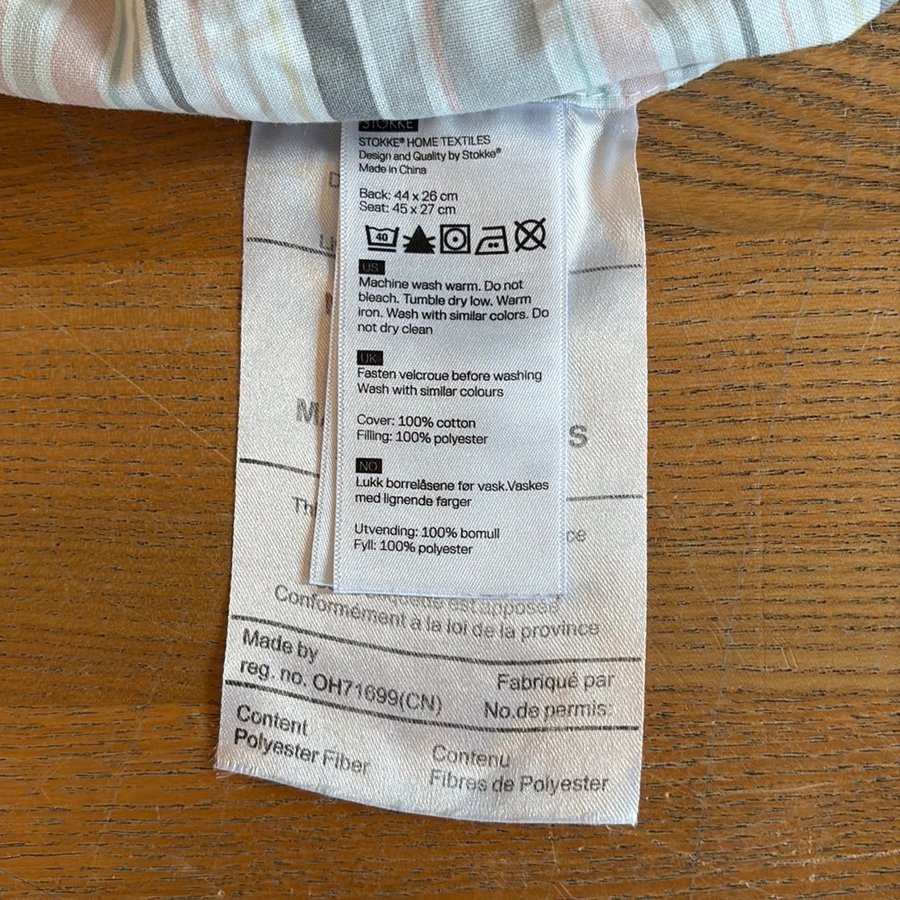 STOKKE
STOKKE® HOME TEXTILES
Design and Quality by Stokke®
Made in China
Back: 44 x 26 cm
Seat: 45 x 27 cm
40
US
Machine wash warm. Do not
bleach. Tumble dry low. Warm
iron. Wash with similar colors. Do
not dry clean
UK
Fasten velcroue before washing
Wash with similar colours
Cover: 100% cotton
Filling: 100% polyester
NO
Lukk borrelåsene før vask.Vaskes
med lignende farger
Utvending: 100% bomull
Fyll: 100% polyester
est apposée
Conformément à la loi de la province
Made by
reg. no. OH71699(CN)
Fabriqué par
No.de permis:
Content
Polyester Fiber
Contenu
Fibres de Polyester